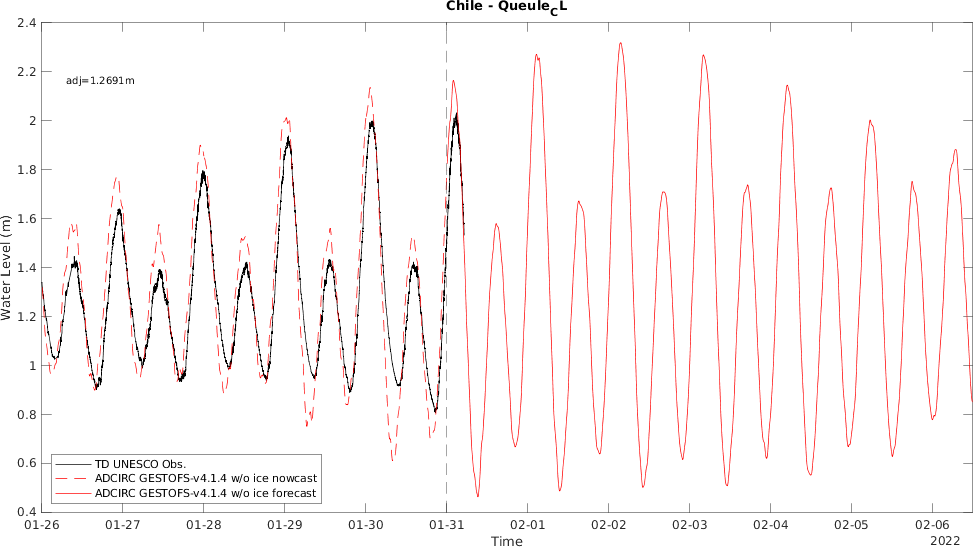 Chile - QueuleCL
adj=1.2691m
Water Level (m)
2.4
2.2
2
1.8
1.6
1.4
1.2
1
0.8
0.6
0.4
TD UNESCO Obs.
ADCIRC GESTOFS-v4.1.4 w/o ice nowcast
ADCIRC GESTOFS-v4.1.4 w/o ice forecast
01-26 01-27 01-28 01-29 01-30 01-31 02-01 02-02 02-03 02-04 02-05 02-06
Time
2022